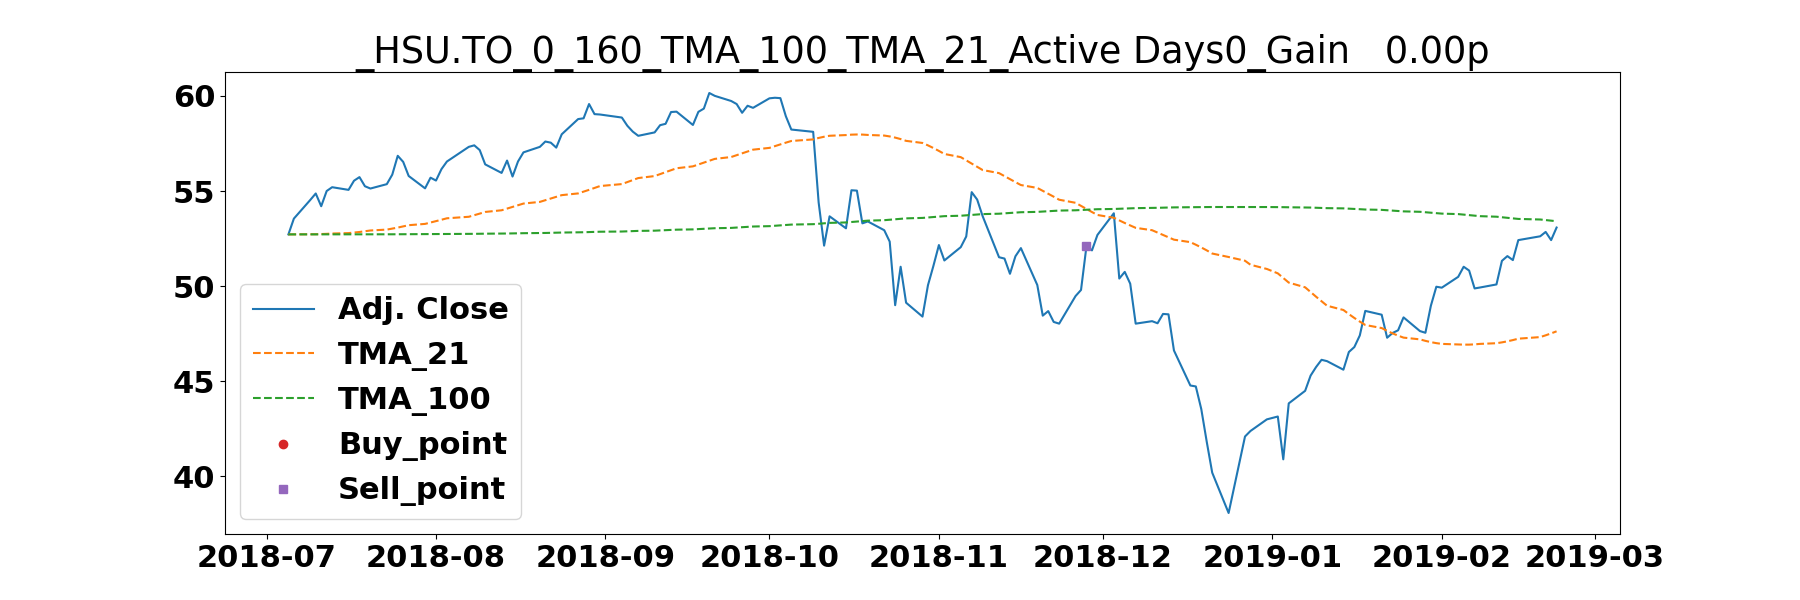 _HSU.TO_0_160_TMA_100_TMA_21_Active Days0_Gain   0.00p
60
55
50
45
40
Adj. Close
TMA_21
TMA_100
Buy_point
Sell_point
2018-07 2018-08 2018-09 2018-10 2018-11 2018-12 2019-01 2019-02 2019-03